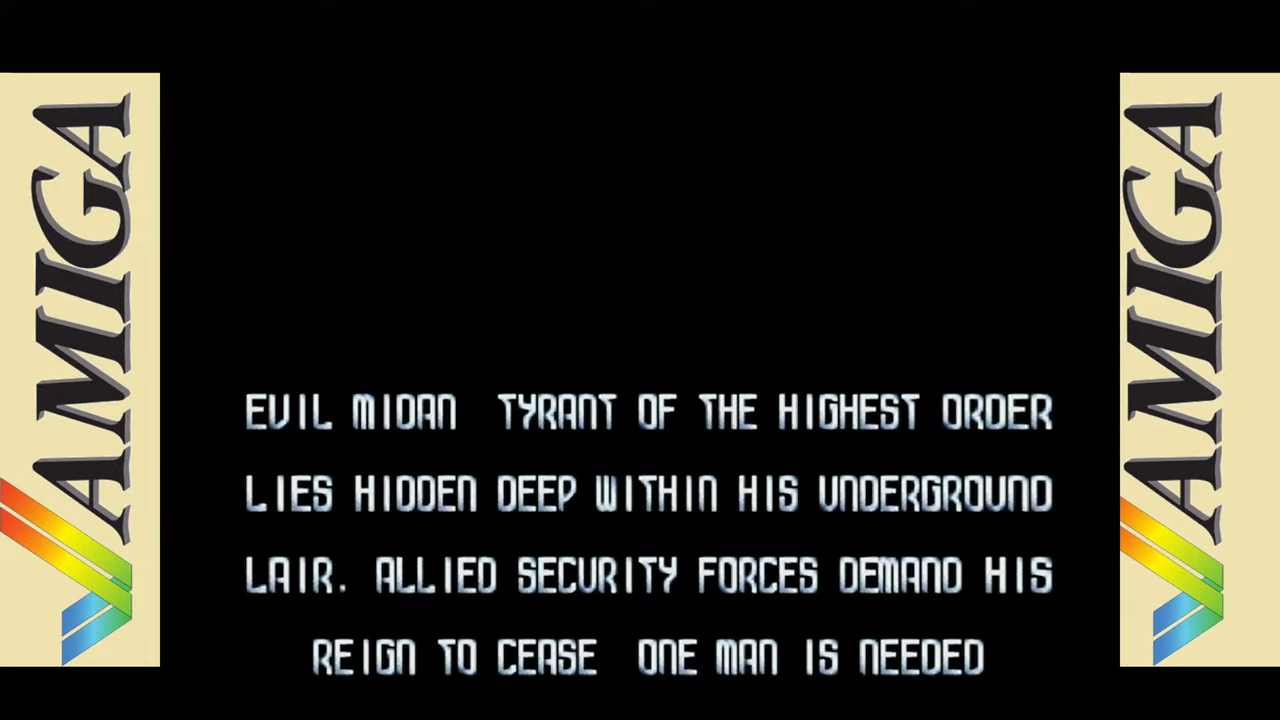 AMIGA
EVIL MIDAN TYRANT OF THE HIGHEST ORDER
LIES HIDDEN DEEP WITHIN HIS UNDERGROUND
LAIR. ALLIED SECURITY FORCES DEMAND HIS
REIGN TO CEASE ONE MAN IS NEEDED
AMIGA